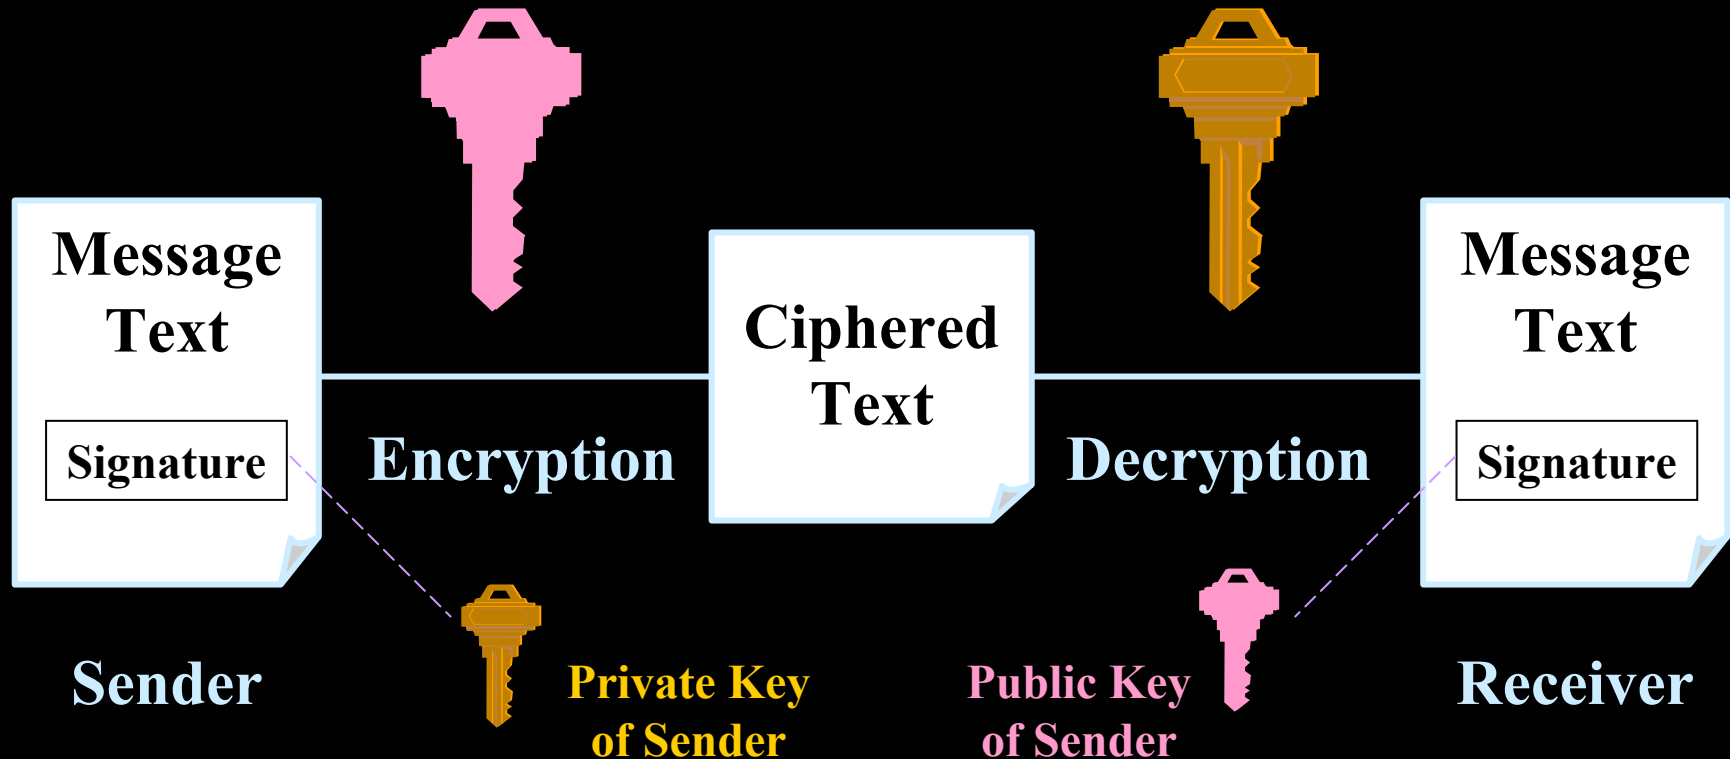 Message
Text
Signature
Sender
Encryption
Private Key
of Sender
Ciphered
Text
Decryption
Public Key
of Sender
Message
Text
Signature
Receiver